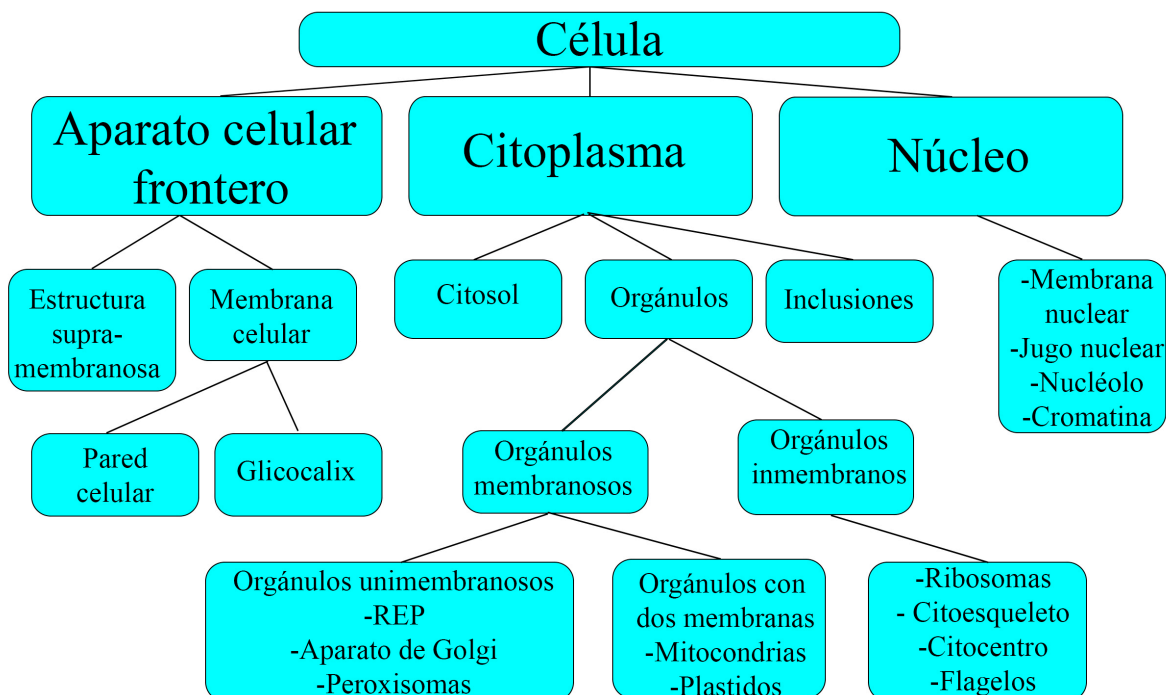 Célula
Aparato celular
frontero
Citoplasma
Núcleo
Estructura
supra-
membranosa
Membrana
celular
Citosol
Orgánulos
Inclusiones
-Membrana
nuclear
-Jugo nuclear
-Nucléolo
-Cromatina
Pared
celular
Glicocalix
Orgánulos
membranosos
Orgánulos
inmembranos
Orgánulos unimembranosos
-REP
-Aparato de Golgi
-Peroxisomas
Orgánulos con
dos membranas
-Mitocondrias
-Plastidos
-Ribosomas
- Citoesqueleto
-Citocentro
-Flagelos